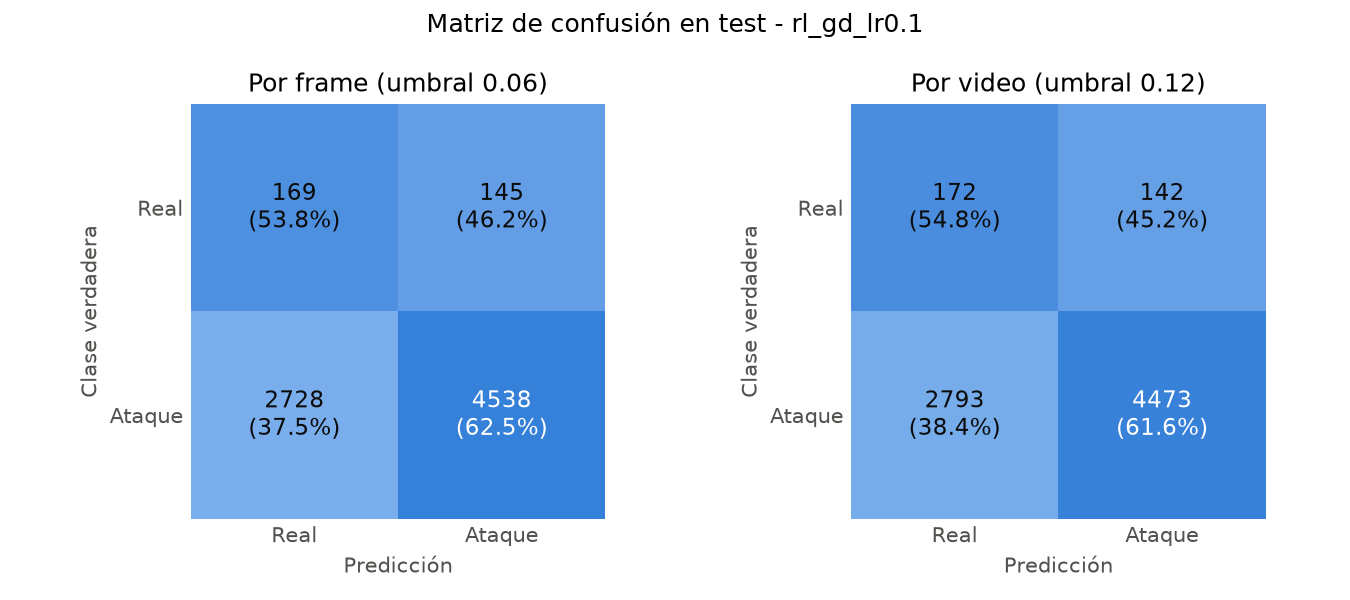 Matriz de confusión en test - rl_gd_lr0.1
Por frame (umbral 0.06)
Clase verdadera
Real
169
(53.8%)
145
(46.2%)
Ataque
2728
(37.5%)
4538
(62.5%)
Real
Ataque
Predicción
Por video (umbral 0.12)
Clase verdadera
Real
172
(54.8%)
142
(45.2%)
Ataque
2793
(38.4%)
4473
(61.6%)
Real
Ataque
Predicción